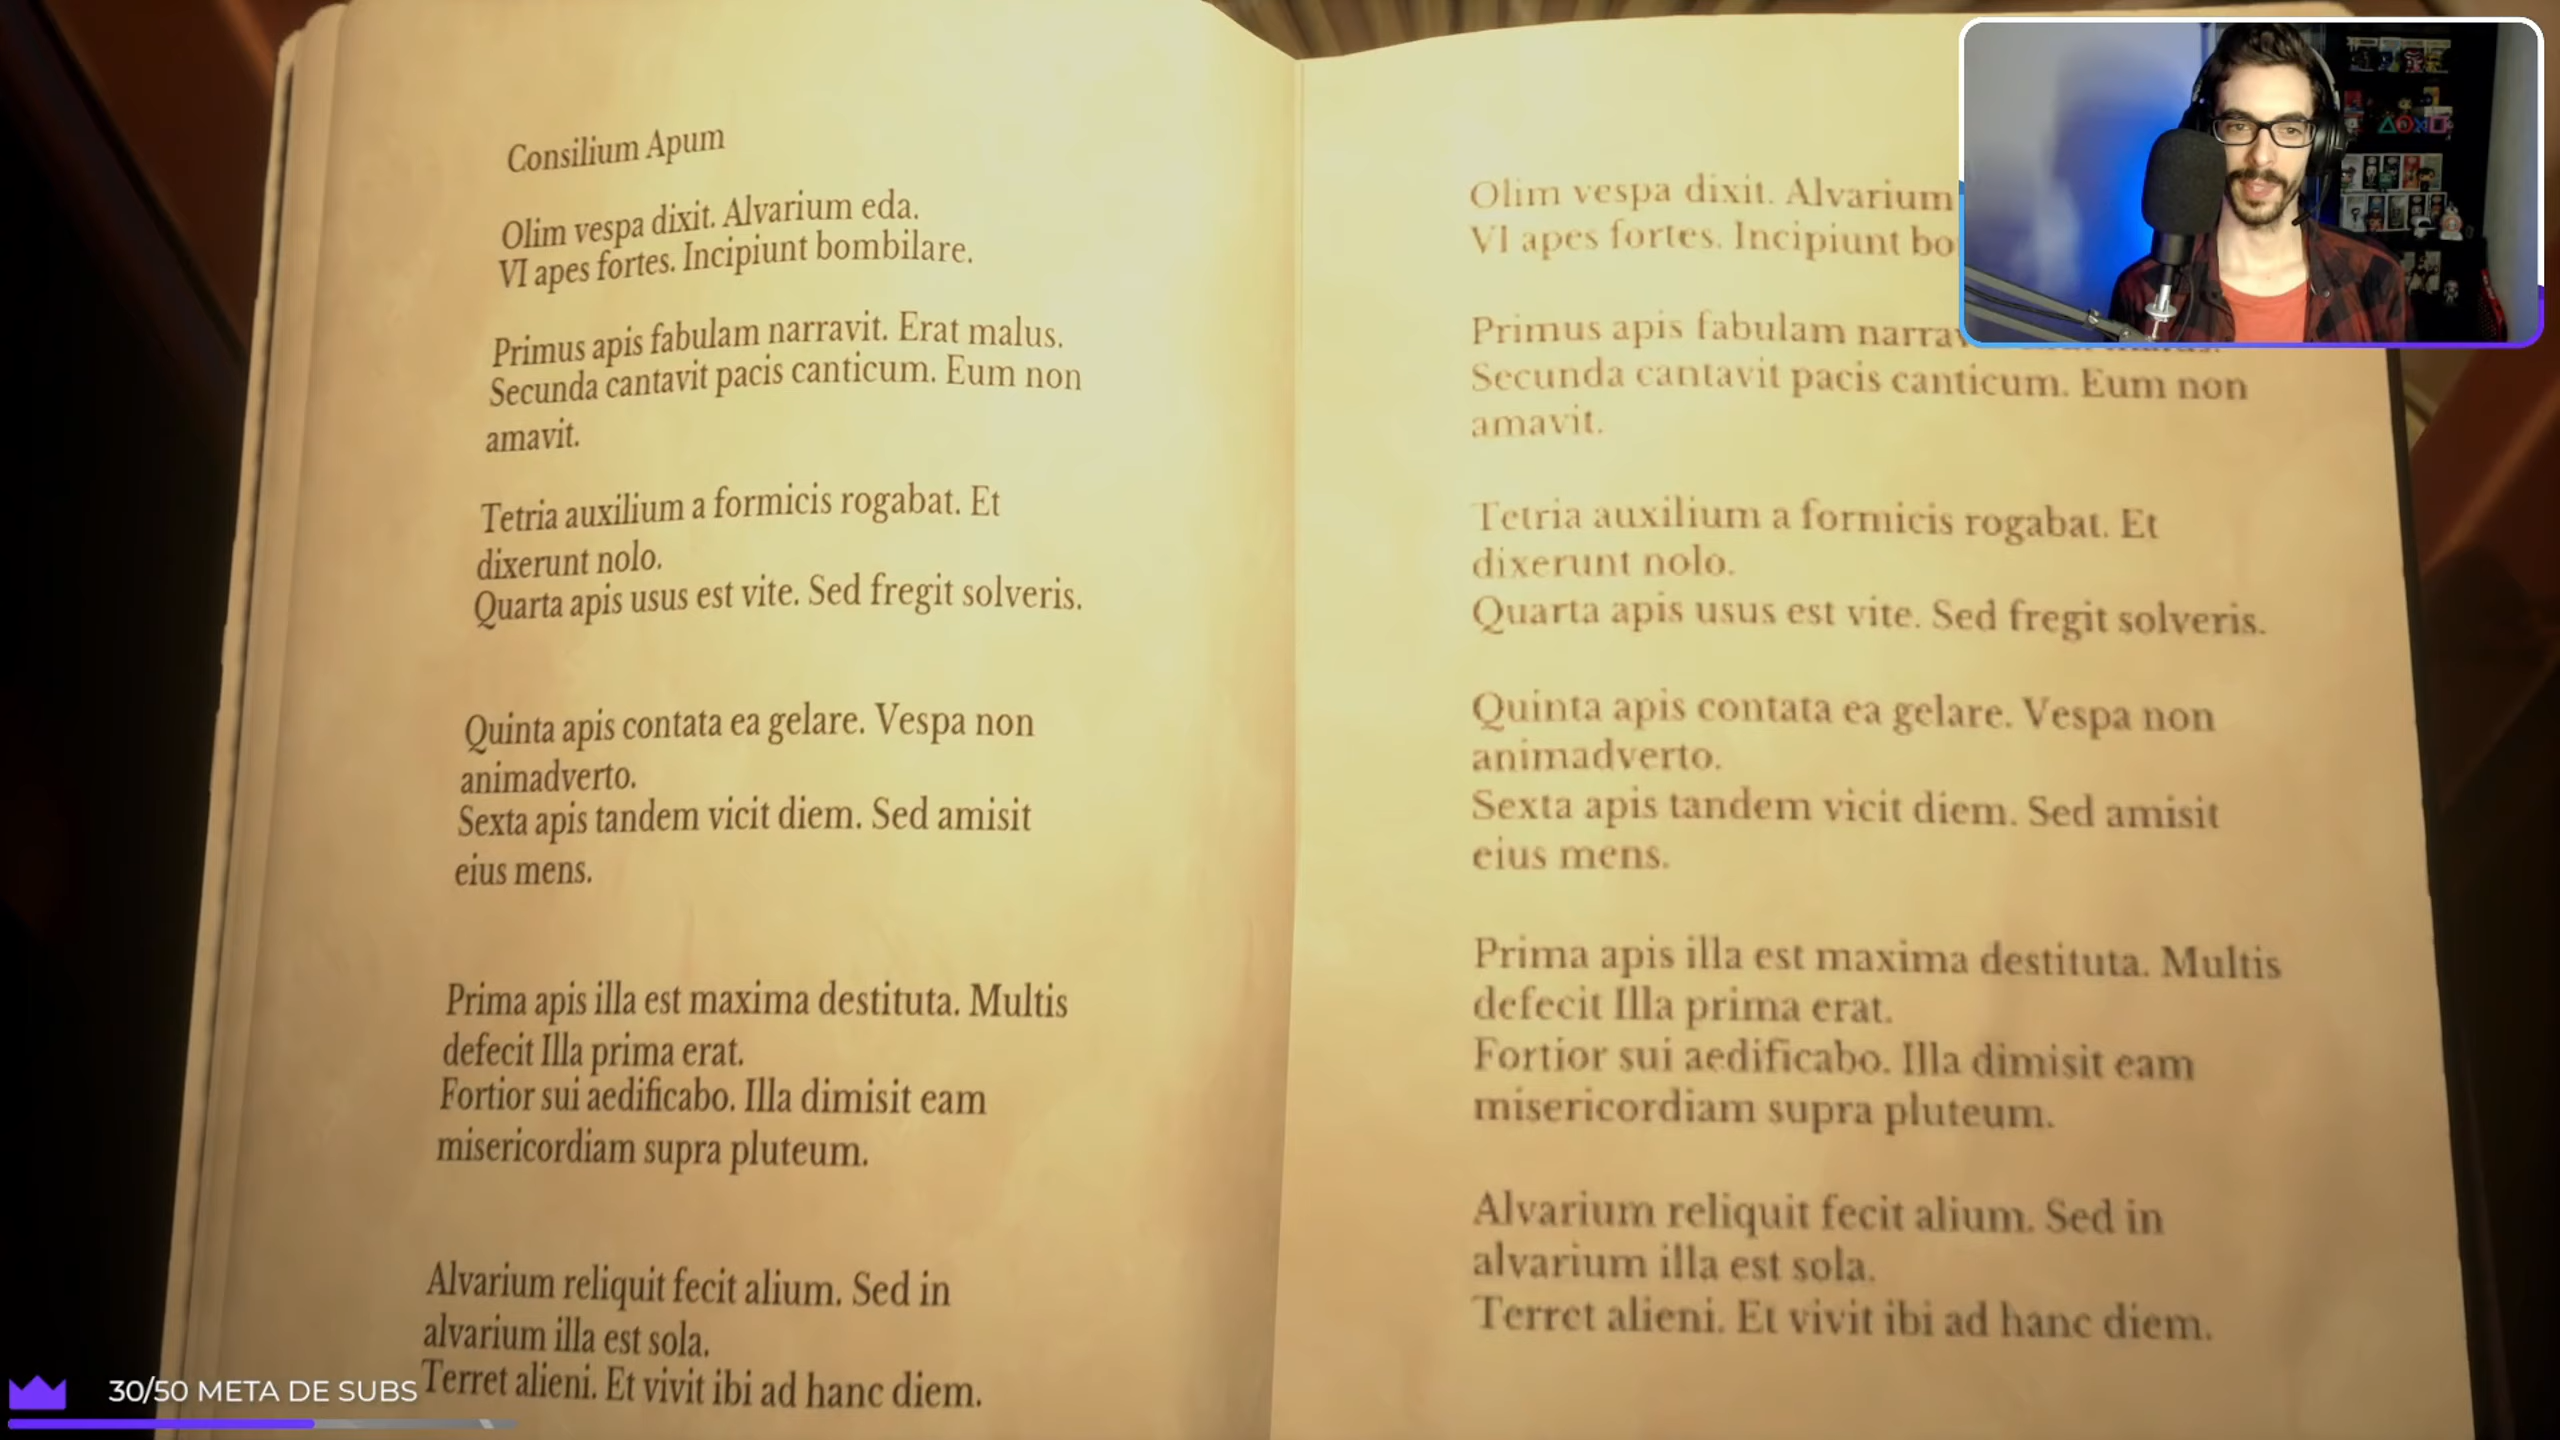 Consilium Apum
Olim vespa dixit. Alvarium eda.
VI apes fortes. Incipiunt bombilare.
Primus apis fabulam narravit. Erat malus.
Secunda cantavit pacis canticum. Eum non
amavit.
Tetria auxilium a formicis rogabat. Et
dixerunt nolo.
Quarta apis usus est vite. Sed fregit solveris.
Quinta apis contata ea gelare. Vespa non
animadverto.
Sexta apis tandem vicit diem. Sed amisit
eius mens.
Prima apis illa est maxima destituta. Multis
defecit Illa prima erat.
Fortior sui aedificabo. Illa dimisit eam
misericordiam supra pluteum.
Alvarium reliquit fecit alium. Sed in
alvarium illa est sola.
Terret alieni. Et vivit ibi ad hanc diem.
Olim vespa dixit. Alvarium
VI apes fortes. Incipiunt
Primus apis fabulam
Secunda cantavit pacis canticum. Eum non
amavit.
Tetria auxilium a formicis rogabat. Et
dixerunt nolo.
Quarta apis usus est vite. Sed fregit solveris.
Quinta apis contata ea gelare. Vespa non
animadverto.
Sexta apis tandem vicit diem. Sed amisit
eius mens.
Prima apis illa est maxima destituta. Multis
defecit Illa prima erat.
Fortior sui aedificabo. Illa dimisit eam
misericordiam supra pluteum.
Alvarium reliquit fecit alium. Sed in
alvarium illa est sola.
Terret alieni. Et vivit ibi ad hanc diem.
30/50 META DE SUBS